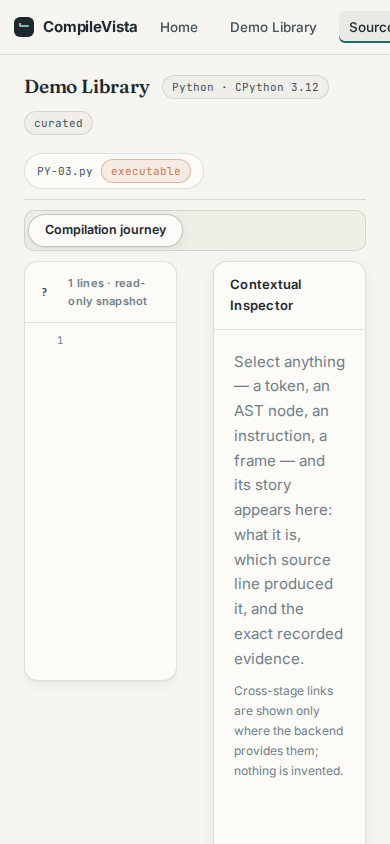 CompileVista Home Demo Library Source
Demo Library Python · CPython 3.12
curated
PY-03.py executable
Compilation journey
? 1 lines · read-
only snapshot
1
Contextual
Inspector
Select anything
— a token, an
AST node, an
instruction, a
frame — and
its story
appears here:
what it is,
which source
line produced
it, and the
exact recorded
evidence.
Cross-stage links
are shown only
where the backend
provides them;
nothing is invented.